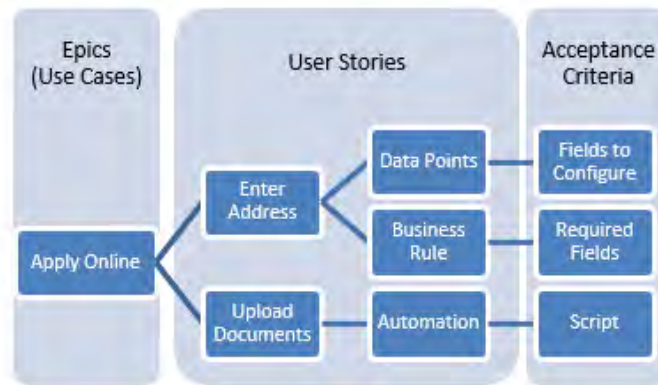 Epics
(Use Cases)
User Stories
Acceptance
Criteria
Apply Online
Enter
Address
Upload
Documents
Data Points
Business
Rule
Automation
Fields to
Configure
Required
Fields
Script